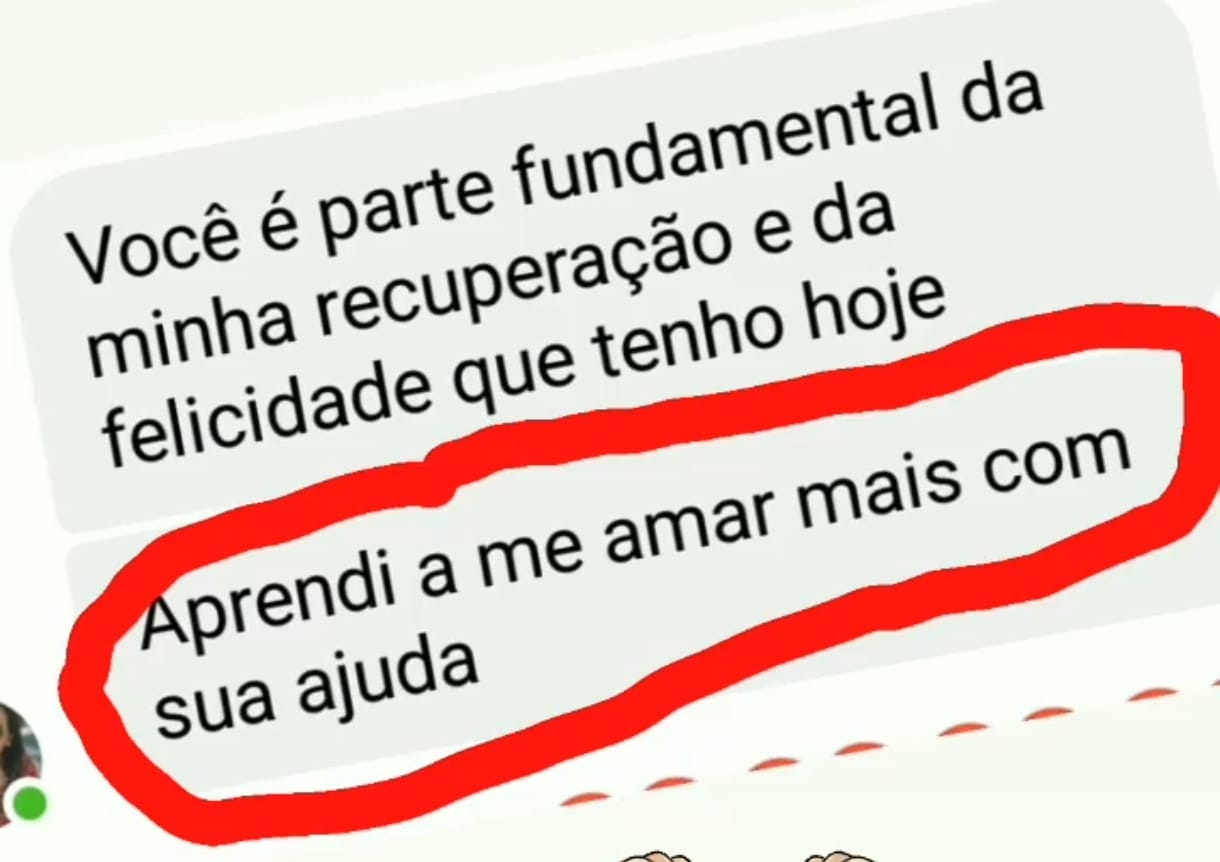 Você é parte fundamental da
minha recuperação e da
felicidade que tenho hoje
Aprendi a me amar mais com
sua ajuda